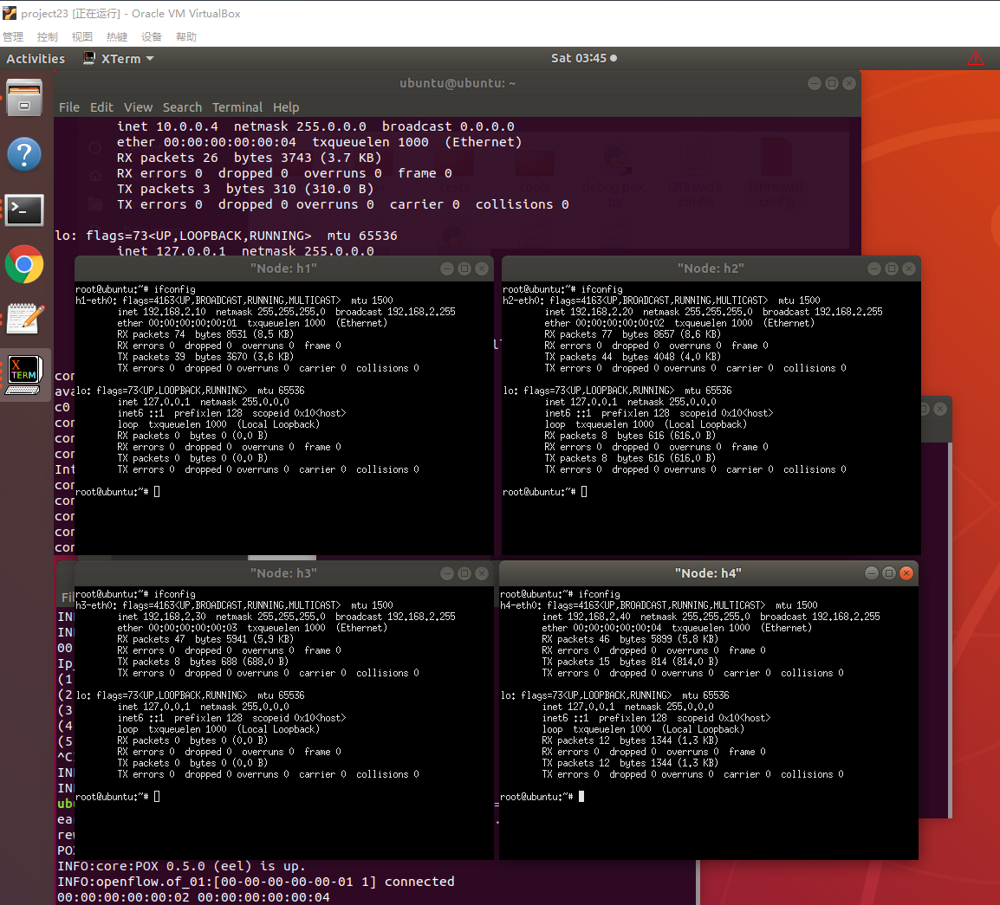 project23 [正在运行] - Oracle VM VirtualBox
管理 控制 视图 热键 设备 帮助
Activities XTerm Sat 03:45
ubuntu@ubuntu: ~
File Edit View Search Terminal Help
inet 10.0.0.4 netmask 255.0.0.0 broadcast 0.0.0.0
ether 00:00:00:00:00:04 txqueuelen 1000 (Ethernet)
RX packets 26 bytes 3743 (3.7 KB)
RX errors 0 dropped 0 overruns 0 frame 0
TX packets 3 bytes 310 (310.0 B)
TX errors 0 dropped 0 overruns 0 carrier 0 collisions 0
lo: flags=73<UP,LOOPBACK,RUNNING> mtu 65536
inet 127.0.0.1 netmask 255.0.0.0
"Node: h1"
root@ubuntu:~# ifconfig
h1-eth0: flags=4163<UP,BROADCAST,RUNNING,MULTICAST> mtu 1500
inet 192.168.2.10 netmask 255.255.255.0 broadcast 192.168.2.255
ether 00:00:00:00:00:01 txqueuelen 1000 (Ethernet)
RX packets 74 bytes 8531 (8.5 KB)
RX errors 0 dropped 0 overruns 0 frame 0
TX packets 39 bytes 3670 (3.6 KB)
TX errors 0 dropped 0 overruns 0 carrier 0 collisions 0
lo: flags=73<UP,LOOPBACK,RUNNING> mtu 65536
inet 127.0.0.1 netmask 255.0.0.0
inet6 ::1 prefixlen 128 scopeid 0x10<host>
loop txqueuelen 1000 (Local Loopback)
RX packets 0 bytes 0 (0.0 B)
RX errors 0 dropped 0 overruns 0 frame 0
TX packets 0 bytes 0 (0.0 B)
TX errors 0 dropped 0 overruns 0 carrier 0 collisions 0
root@ubuntu:~#
"Node: h2"
root@ubuntu:~# ifconfig
h2-eth0: flags=4163<UP,BROADCAST,RUNNING,MULTICAST> mtu 1500
inet 192.168.2.20 netmask 255.255.255.0 broadcast 192.168.2.255
ether 00:00:00:00:00:02 txqueuelen 1000 (Ethernet)
RX packets 77 bytes 8657 (8.6 KB)
RX errors 0 dropped 0 overruns 0 frame 0
TX packets 44 bytes 4048 (4.0 KB)
TX errors 0 dropped 0 overruns 0 carrier 0 collisions 0
lo: flags=73<UP,LOOPBACK,RUNNING> mtu 65536
inet 127.0.0.1 netmask 255.0.0.0
inet6 ::1 prefixlen 128 scopeid 0x10<host>
loop txqueuelen 1000 (Local Loopback)
RX packets 8 bytes 616 (616.0 B)
RX errors 0 dropped 0 overruns 0 frame 0
TX packets 8 bytes 616 (616.0 B)
TX errors 0 dropped 0 overruns 0 carrier 0 collisions 0
root@ubuntu:~#
con
ava
c0
con
con
con
Int
con
con
con
con
con
"Node: h3"
root@ubuntu:~# ifconfig
h3-eth0: flags=4163<UP,BROADCAST,RUNNING,MULTICAST> mtu 1500
inet 192.168.2.30 netmask 255.255.255.0 broadcast 192.168.2.255
ether 00:00:00:00:00:03 txqueuelen 1000 (Ethernet)
RX packets 47 bytes 5941 (5.9 KB)
RX errors 0 dropped 0 overruns 0 frame 0
TX packets 8 bytes 688 (688.0 B)
TX errors 0 dropped 0 overruns 0 carrier 0 collisions 0
lo: flags=73<UP,LOOPBACK,RUNNING> mtu 65536
inet 127.0.0.1 netmask 255.0.0.0
inet6 ::1 prefixlen 128 scopeid 0x10<host>
loop txqueuelen 1000 (Local Loopback)
RX packets 0 bytes 0 (0.0 B)
RX errors 0 dropped 0 overruns 0 frame 0
TX packets 0 bytes 0 (0.0 B)
TX errors 0 dropped 0 overruns 0 carrier 0 collisions 0
root@ubuntu:~#
"Node: h4"
root@ubuntu:~# ifconfig
h4-eth0: flags=4163<UP,BROADCAST,RUNNING,MULTICAST> mtu 1500
inet 192.168.2.40 netmask 255.255.255.0 broadcast 192.168.2.255
ether 00:00:00:00:00:04 txqueuelen 1000 (Ethernet)
RX packets 46 bytes 5899 (5.8 KB)
RX errors 0 dropped 0 overruns 0 frame 0
TX packets 15 bytes 814 (814.0 B)
TX errors 0 dropped 0 overruns 0 carrier 0 collisions 0
lo: flags=73<UP,LOOPBACK,RUNNING> mtu 65536
inet 127.0.0.1 netmask 255.0.0.0
inet6 ::1 prefixlen 128 scopeid 0x10<host>
loop txqueuelen 1000 (Local Loopback)
RX packets 12 bytes 1344 (1.3 KB)
RX errors 0 dropped 0 overruns 0 frame 0
TX packets 12 bytes 1344 (1.3 KB)
TX errors 0 dropped 0 overruns 0 carrier 0 collisions 0
root@ubuntu:~#
Fi
00
Ip_
(1
(2
(3
(4
(5
^C
ubu
ear
rew
POX
INFO:core:POX 0.5.0 (eel) is up.
INFO:openflow.of_01:[00-00-00-00-00-01 1] connected
00:00:00:00:00:02 00:00:00:00:00:04